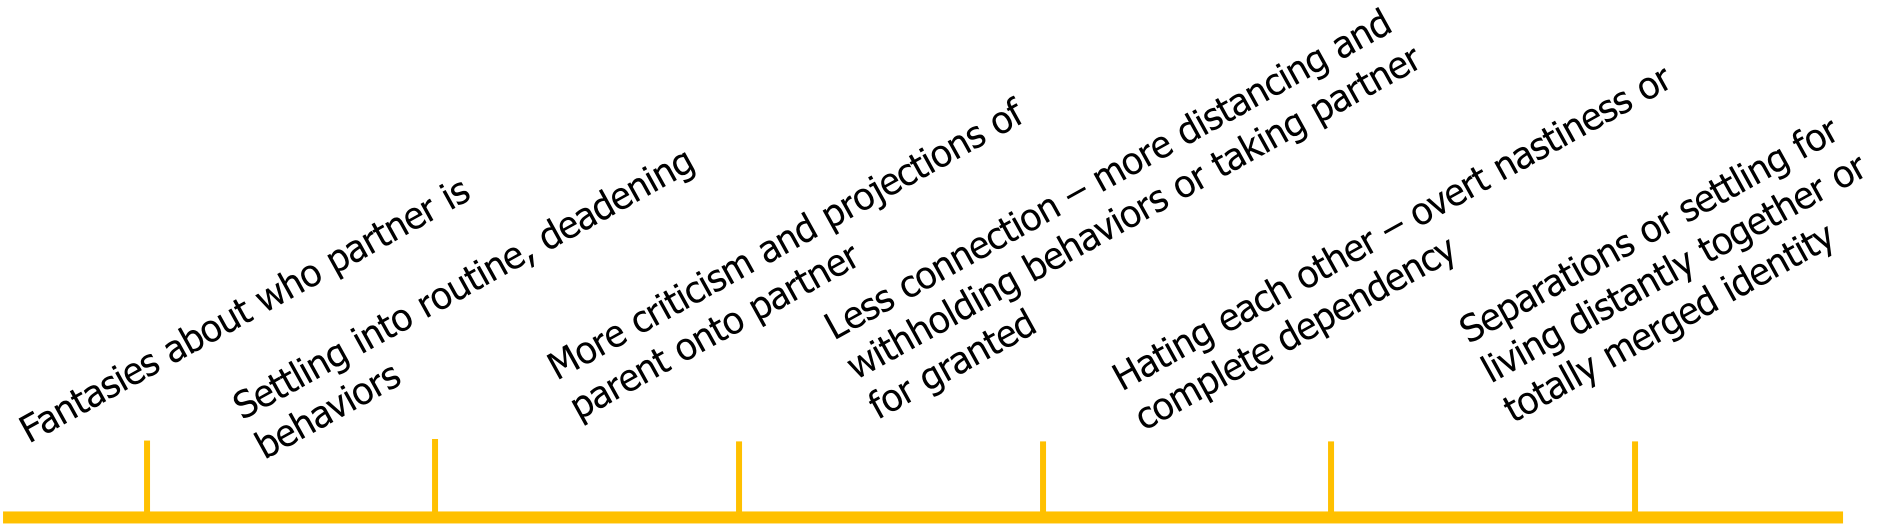 Fantasies about who partner is
Settling into routine, deadening
behaviors
More criticism and projections of
parent onto partner
Less connection – more distancing and
withholding behaviors or taking partner
for granted
Hating each other – overt nastiness or
complete dependency
Separations or settling for
living distantly together or
totally merged identity